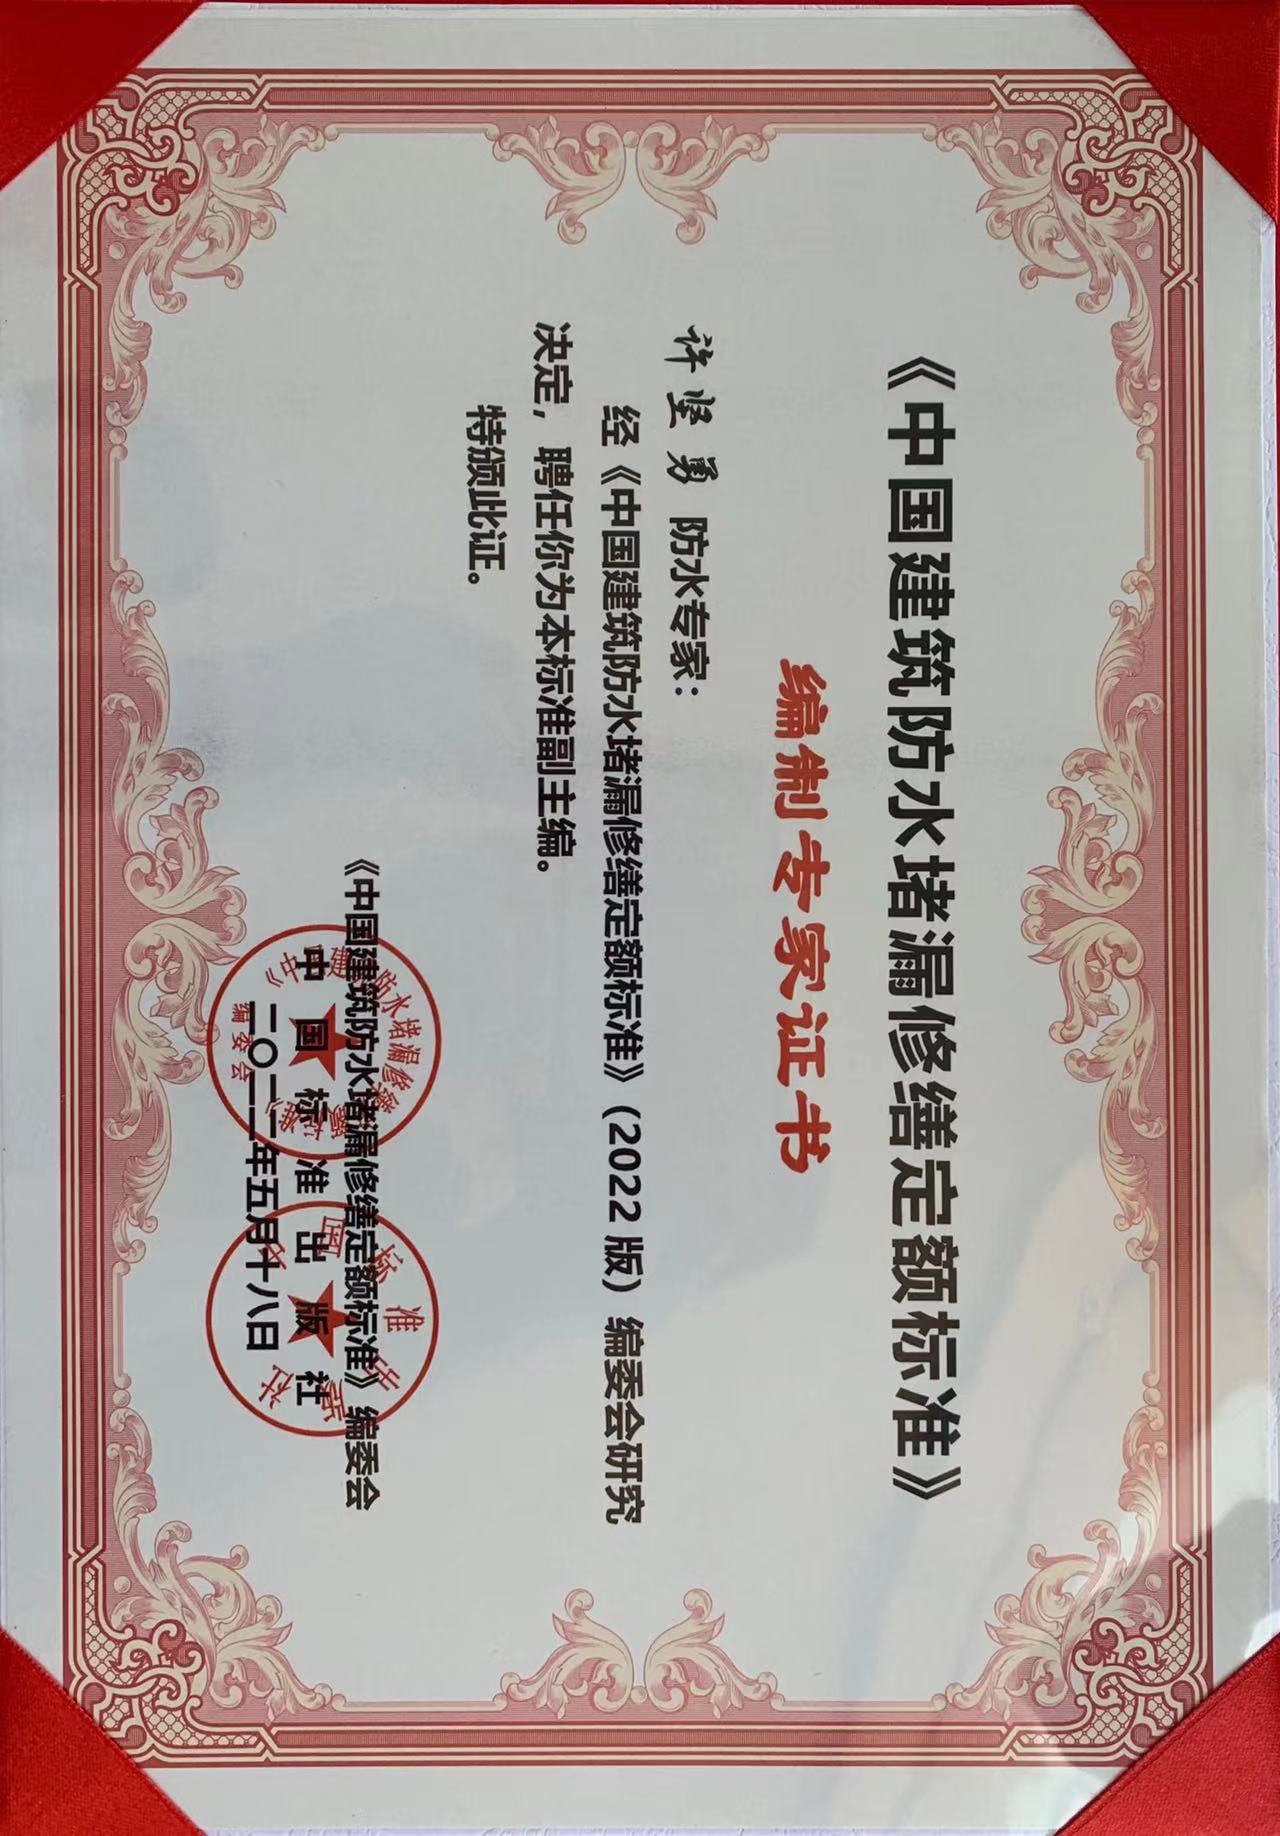 《中国建筑防水堵漏修缮定额标准》
编制专家证书
许坚勇 防水专家：
经《中国建筑防水堵漏修缮定额标准》（2022 版）编委会研究
决定，聘任你为本标准副主编。
特颁此证。
《中国建筑防水堵漏修缮定额标准》编委会
中国标准出版社
二〇二二年五月十八日
编委会